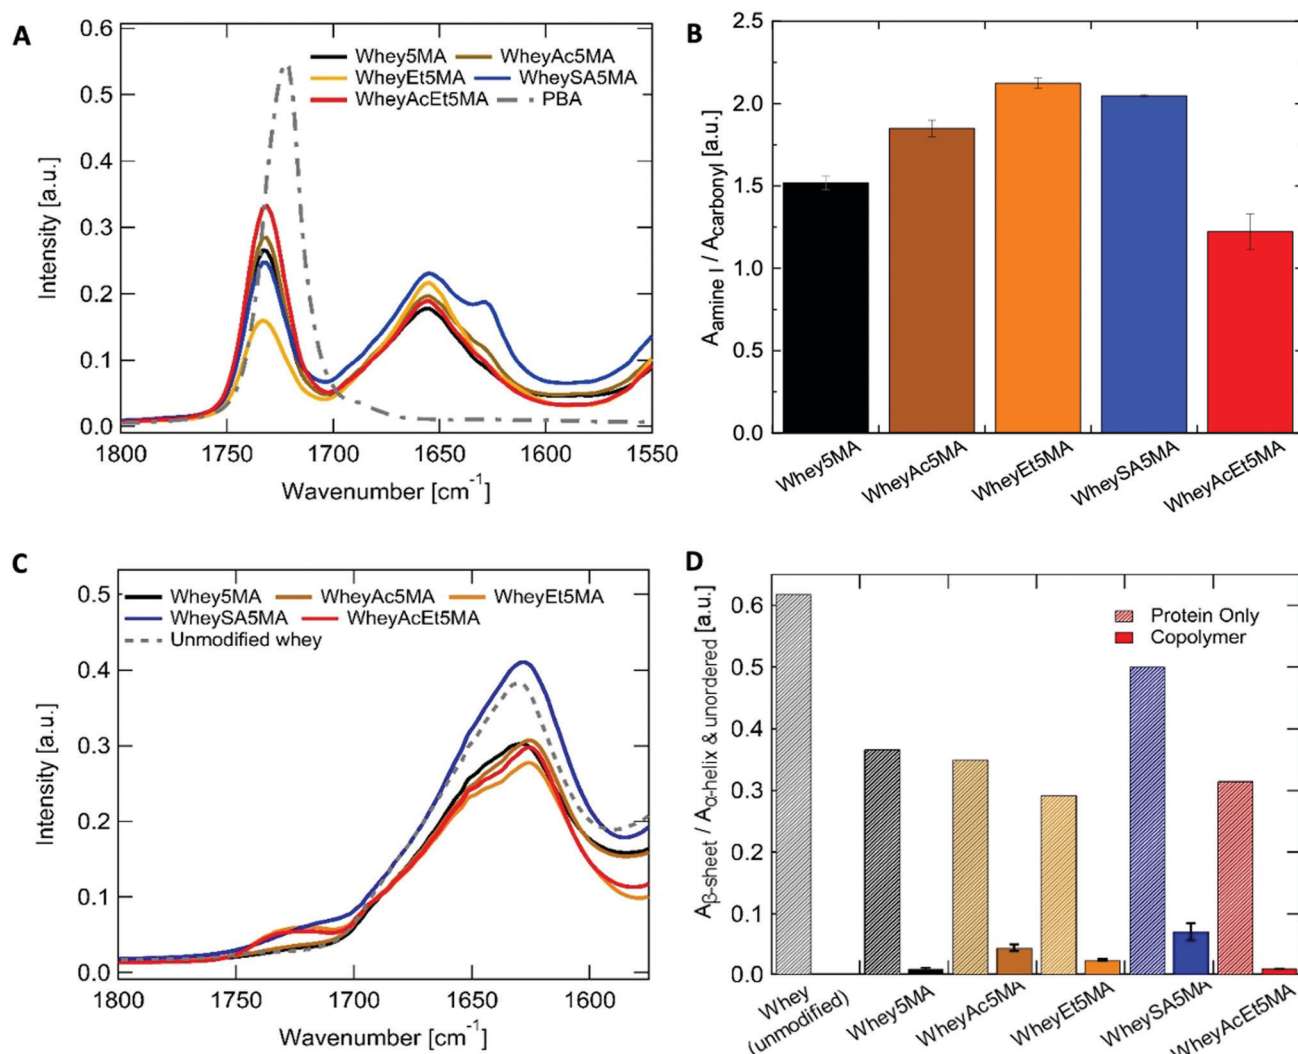 A
0.6
0.5
0.4
0.3
0.2
0.1
0.0
Intensity [a.u.]
Whey5MA WheyAc5MA
WheyEt5MA WheySA5MA
WheyAcEt5MA PBA
1800 1750 1700 1650 1600 1550
Wavenumber [cm-1]
B
2.5
2.0
1.5
1.0
0.5
0.0
Aamine I / Acarbonyl [a.u.]
Whey5MA
WheyAc5MA
WheyEt5MA
WheySA5MA
WheyAcEt5MA
C
0.5
0.4
0.3
0.2
0.1
0.0
Intensity [a.u.]
Whey5MA WheyAc5MA WheyEt5MA
WheySA5MA WheyAcEt5MA
Unmodified whey
1800 1750 1700 1650 1600
Wavenumber [cm-1]
D
0.6
0.5
0.4
0.3
0.2
0.1
0.0
Aβ-sheet / Aα-helix & unordered [a.u.]
Protein Only
Copolymer
Whey
(unmodified)
Whey5MA
WheyAc5MA
WheyEt5MA
WheySA5MA
WheyAcEt5MA